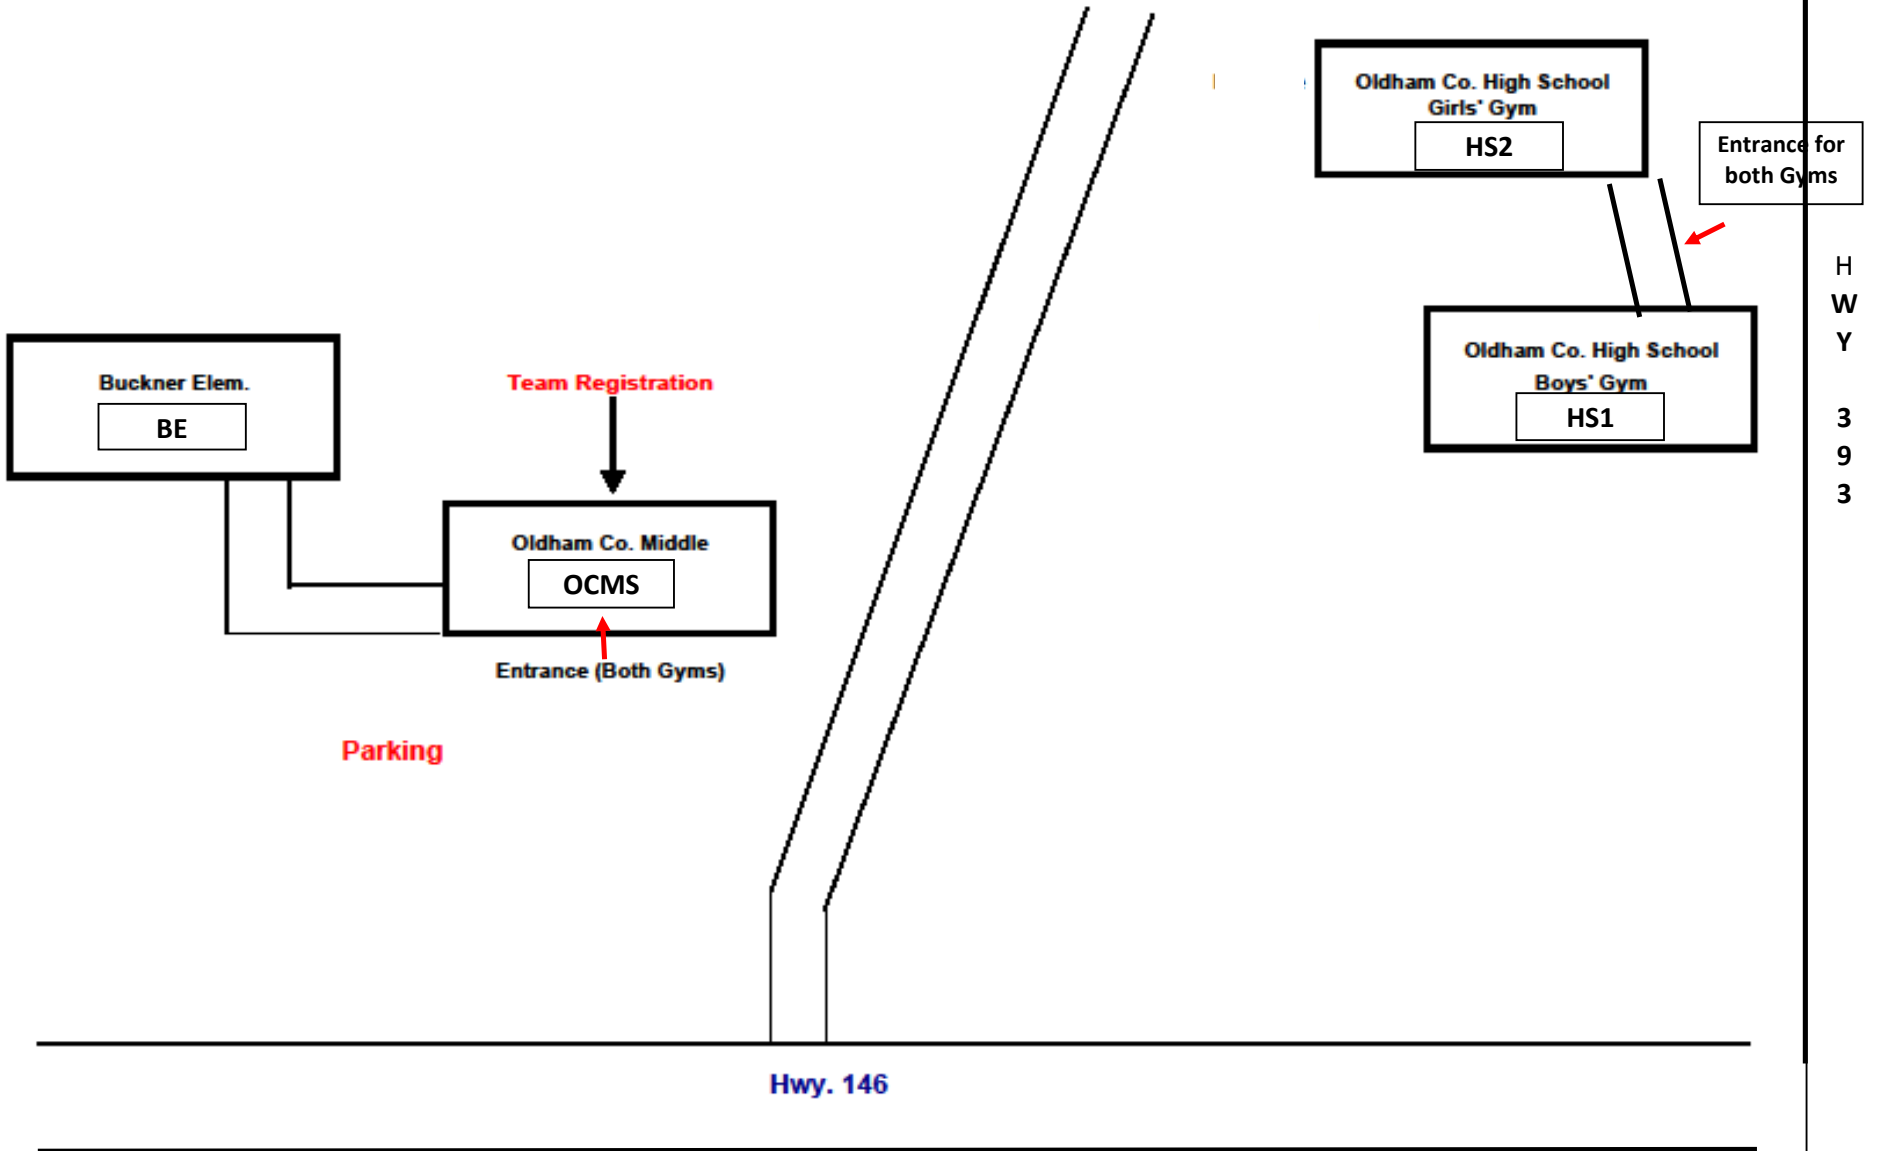 Oldham Co. High School
Girls' Gym
HS2
Entrance for
both Gyms
H
W
Y
3
9
3
Oldham Co. High School
Boys' Gym
HS1
Buckner Elem.
BE
Team Registration
Oldham Co. Middle
OCMS
Entrance (Both Gyms)
Parking
Hwy. 146